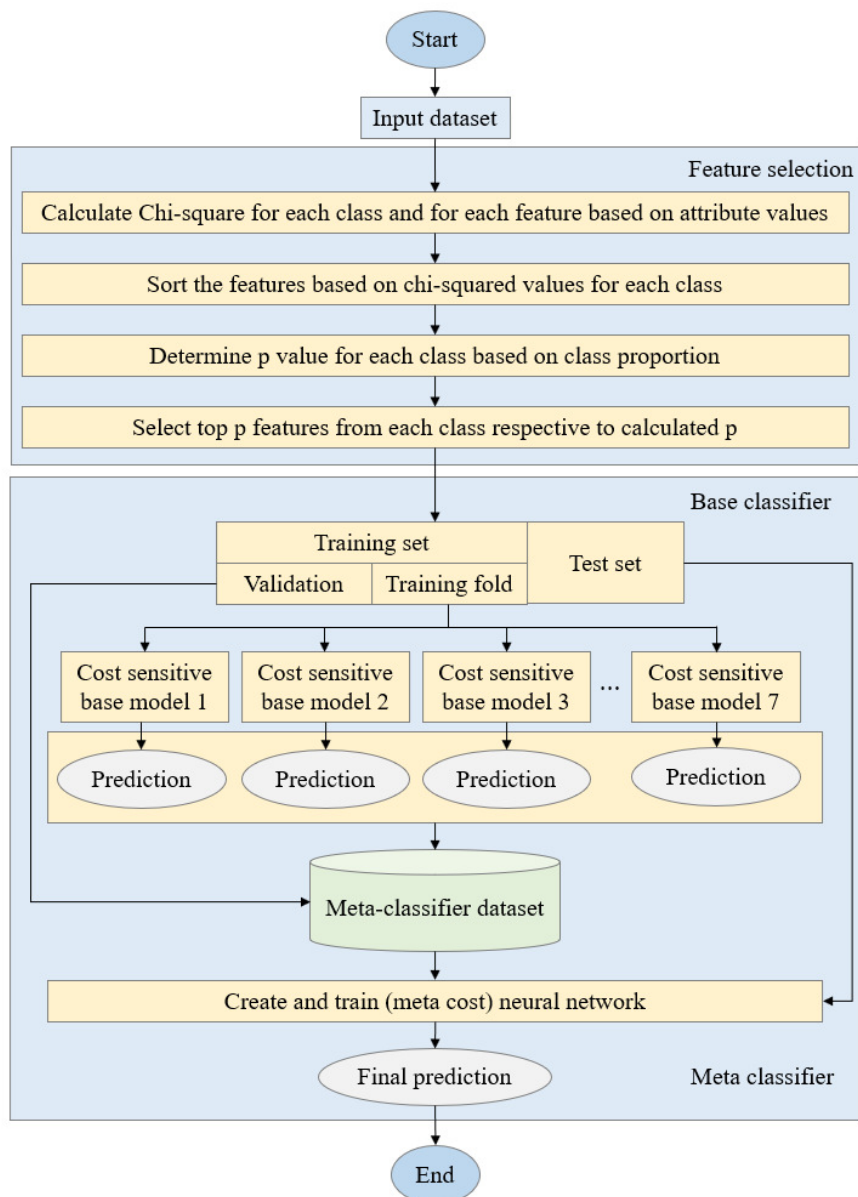 Start
Input dataset
Feature selection
Calculate Chi-square for each class and for each feature based on attribute values
Sort the features based on chi-squared values for each class
Determine p value for each class based on class proportion
Select top p features from each class respective to calculated p
Base classifier
Training set
Test set
Validation
Training fold
Cost sensitive
base model 1
Cost sensitive
base model 2
Cost sensitive
base model 3
...
Cost sensitive
base model 7
Prediction
Prediction
Prediction
Prediction
Meta-classifier dataset
Create and train (meta cost) neural network
Final prediction
Meta classifier
End